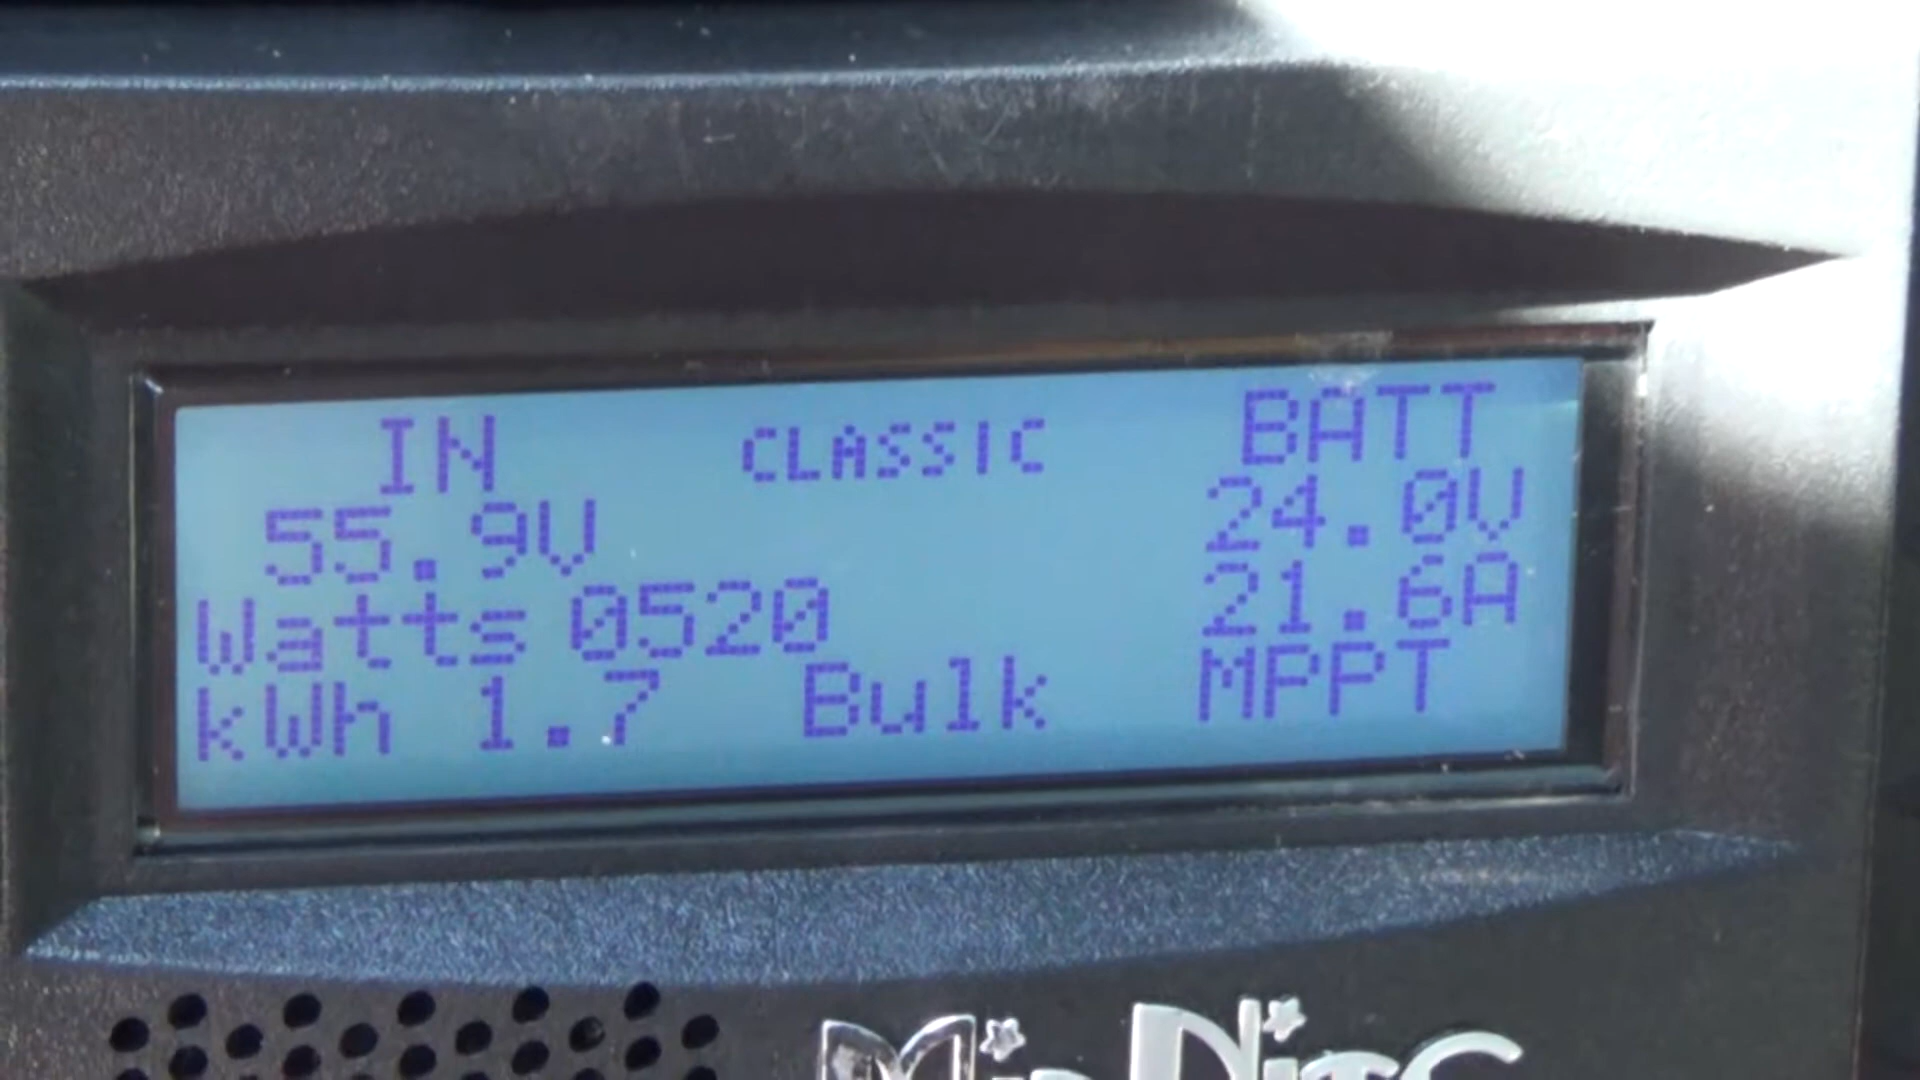 IN CLASSIC BATT
55.9V 24.0V
Watts 0520 21.6A
kWh 1.7 Bulk MPPT